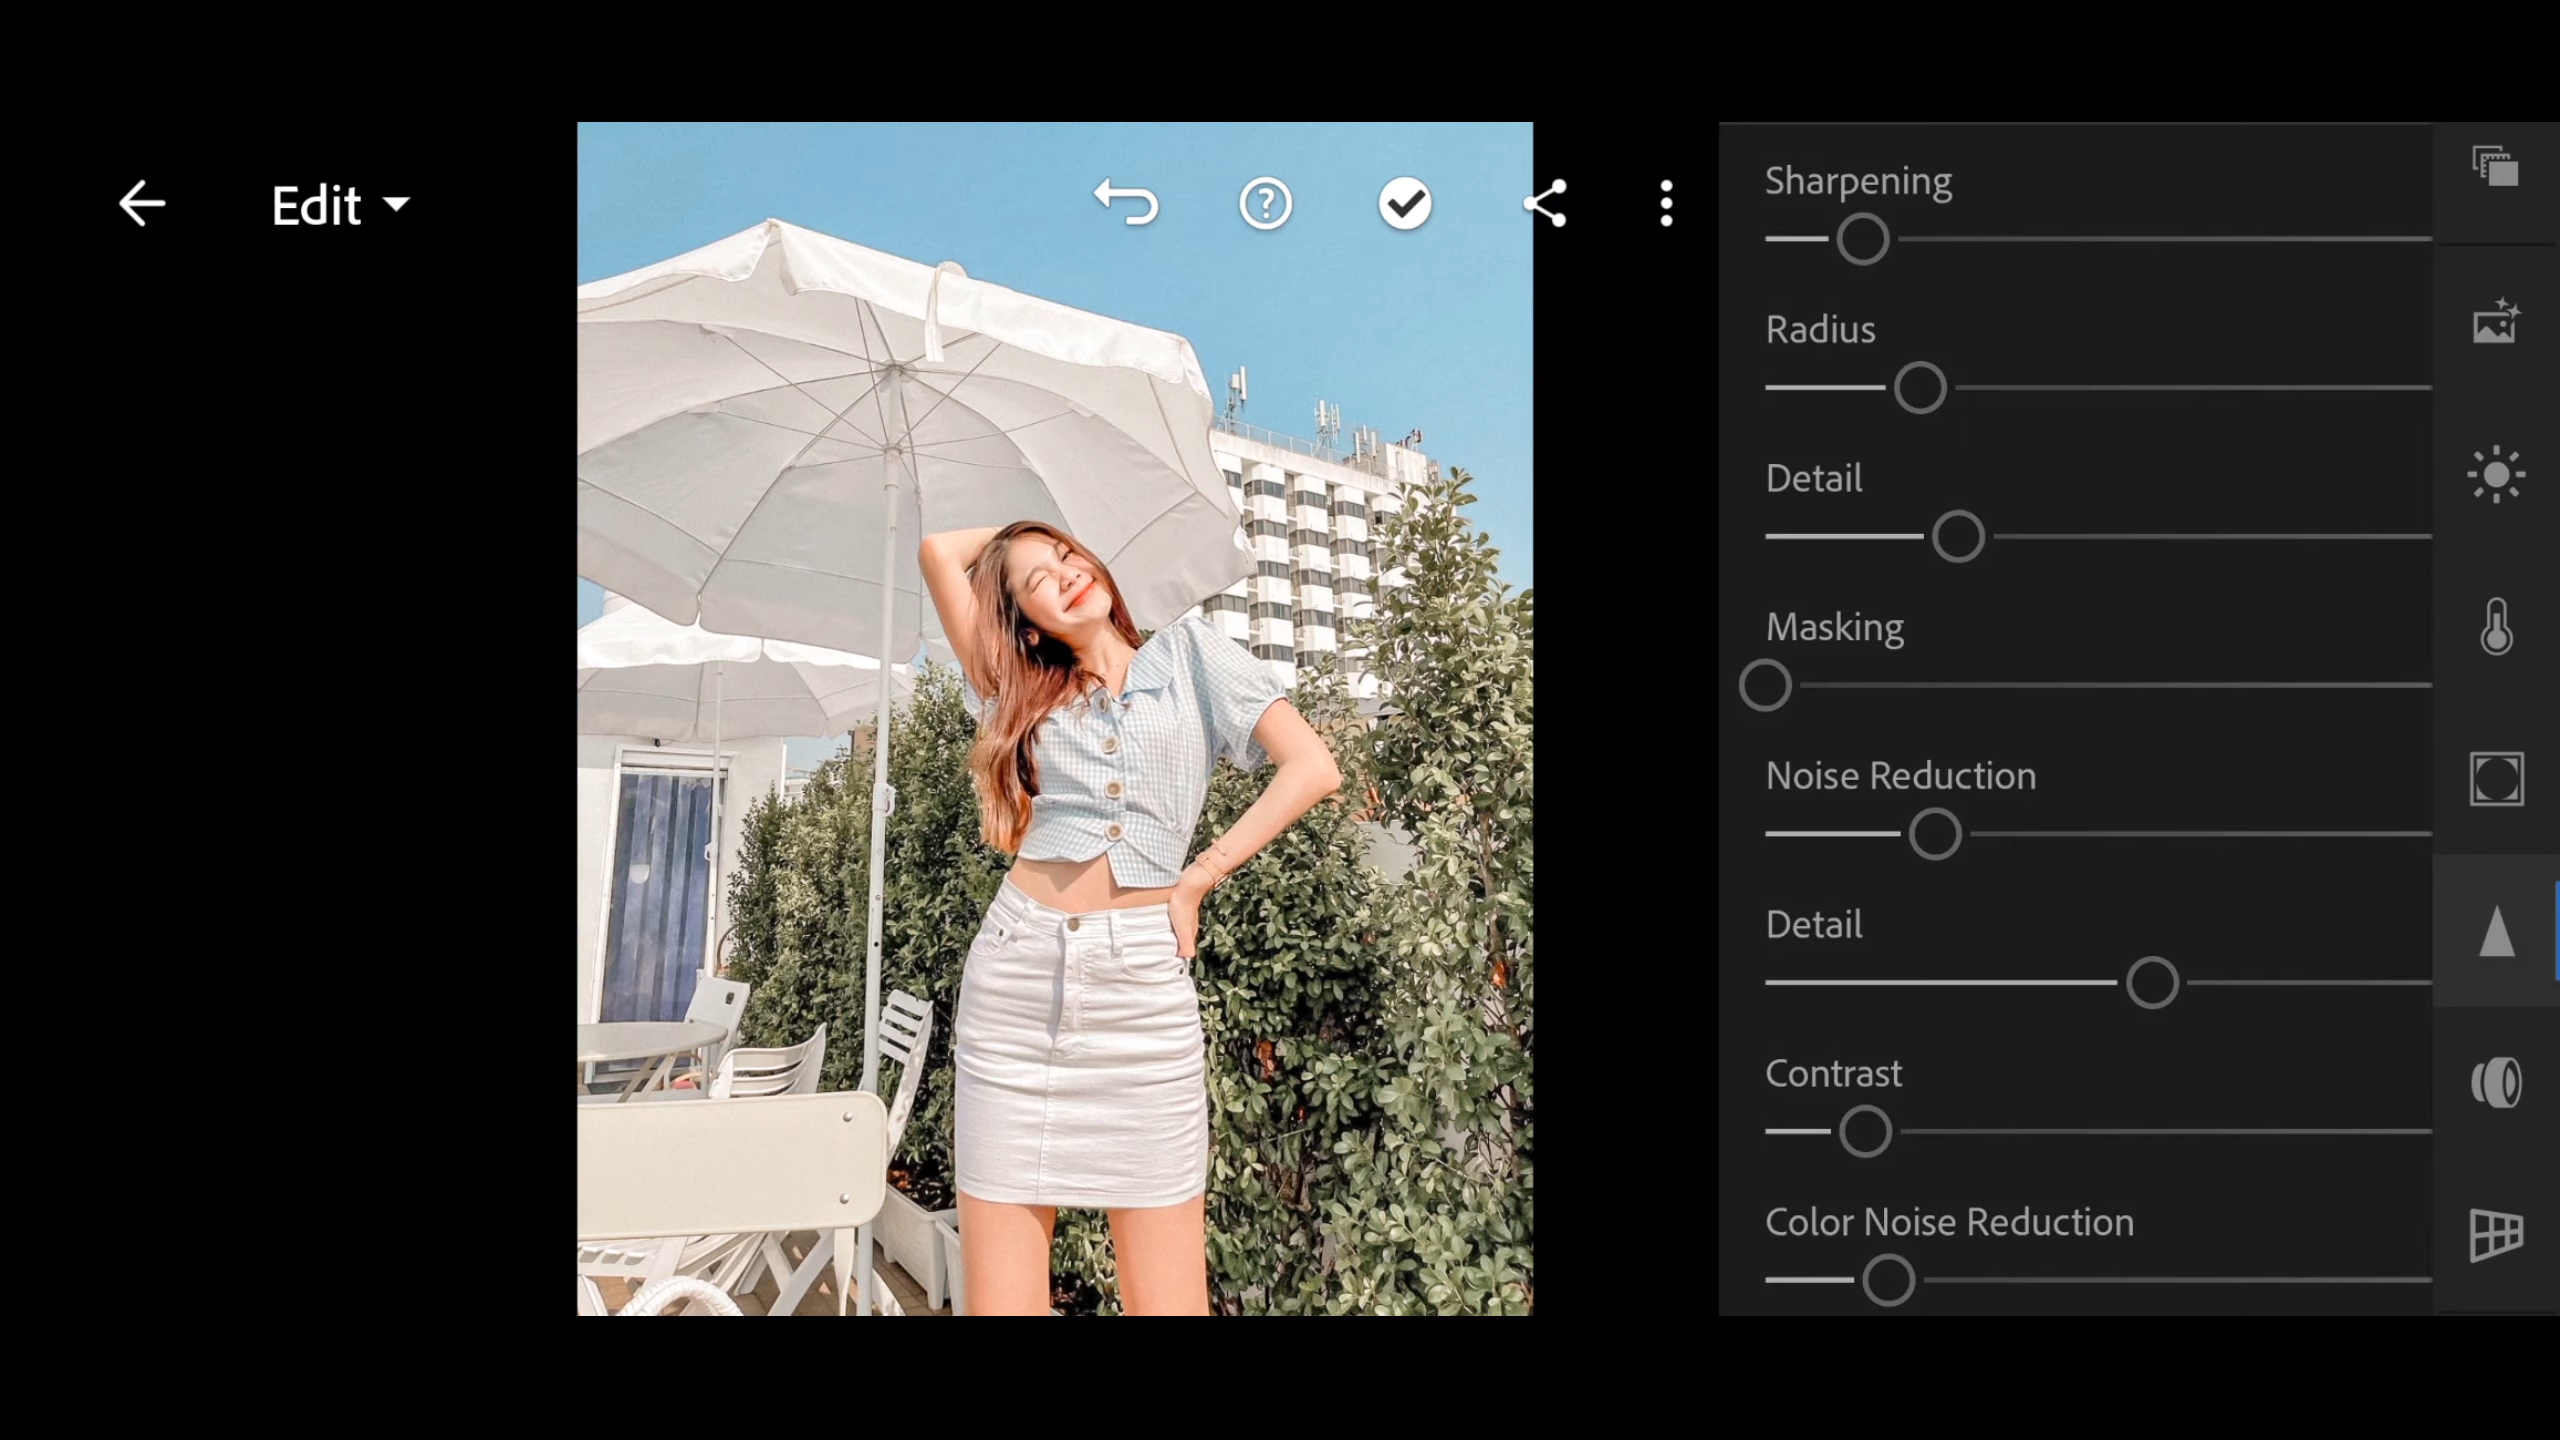 Edit
Sharpening
Radius
Detail
Masking
Noise Reduction
Detail
Contrast
Color Noise Reduction